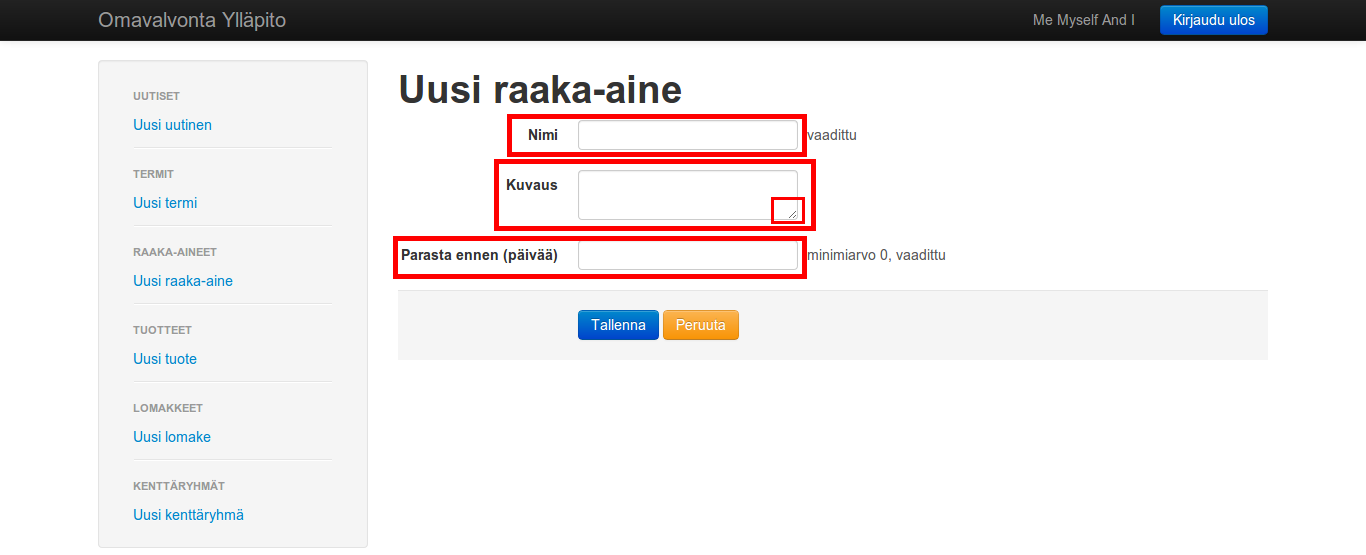 Omavalvonta Ylläpito
Me Myself And I
Kirjaudu ulos
UUTISET
Uusi uutinen
TERMIT
Uusi termi
RAAKA-AINEET
Uusi raaka-aine
TUOTTEET
Uusi tuote
LOMAKKEET
Uusi lomake
KENTTÄRYHMÄT
Uusi kenttäryhmä
Uusi raaka-aine
Nimi vaadittu
Kuvaus
Parasta ennen (päivää) minimiarvo 0, vaadittu
Tallenna Peruuta